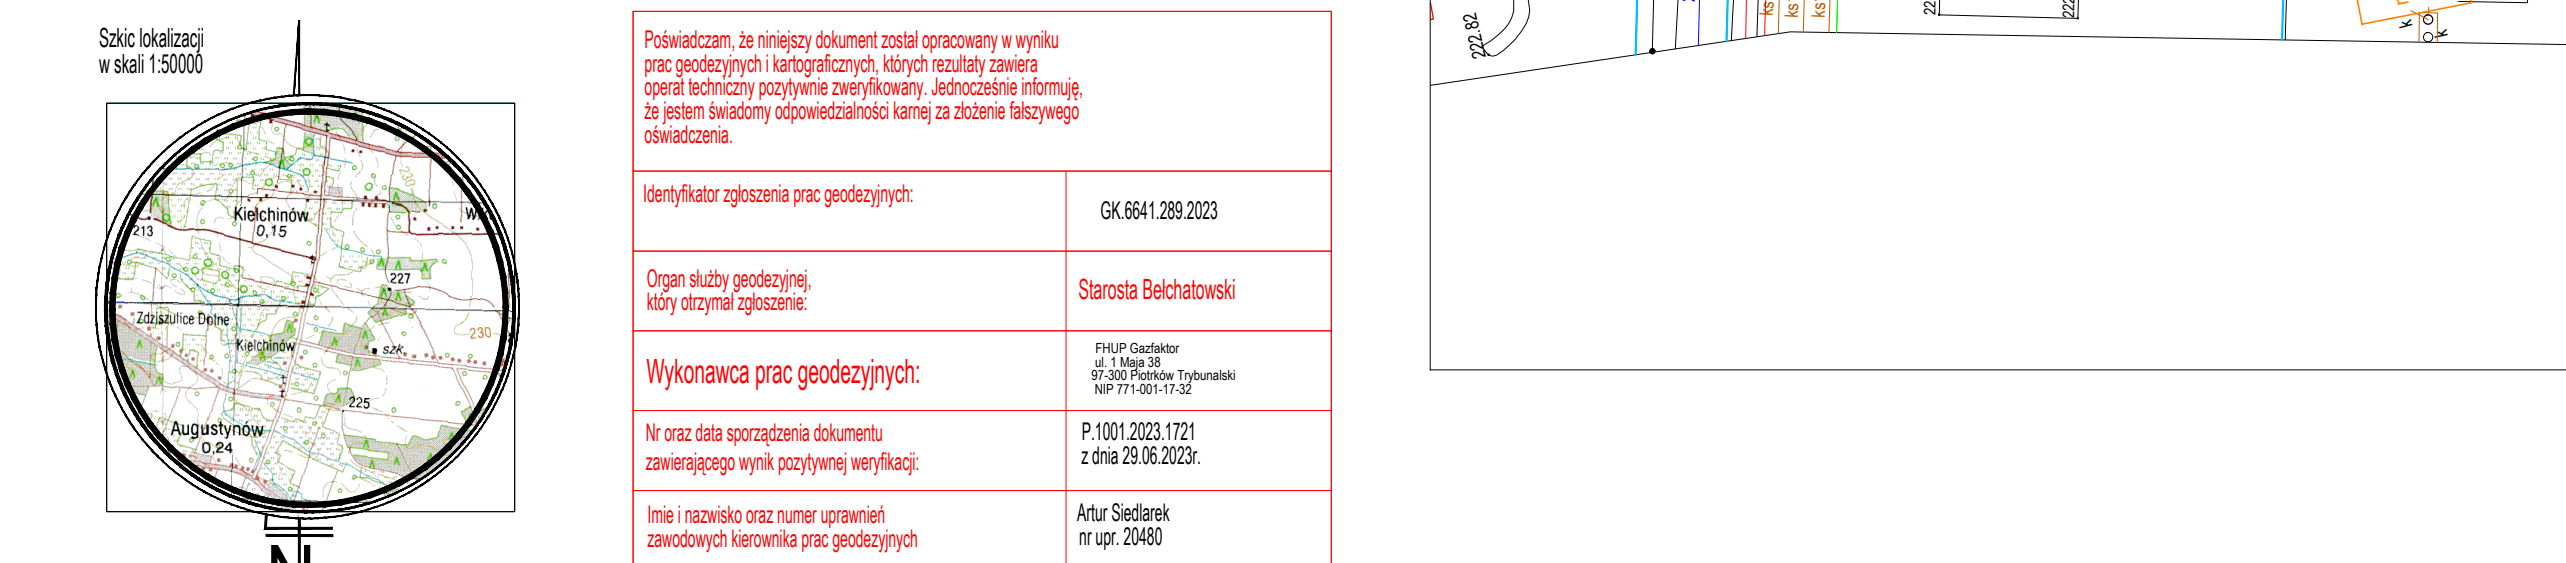 Szkic lokalizacji
w skali 1:50000
Kiełchinów
0,15
213
230
227
Zdzieszulice Dolne
Kiełchinów
szk.
230
225
Augustynów
0,24
N
Poświadczam, że niniejszy dokument został opracowany w wyniku
prac geodezyjnych i kartograficznych, których rezultaty zawiera
operat techniczny pozytywnie zweryfikowany. Jednocześnie informuję,
że jestem świadomy odpowiedzialności karnej za złożenie fałszywego
oświadczenia.
Identyfikator zgłoszenia prac geodezyjnych:
GK.6641.289.2023
Organ służby geodezyjnej,
który otrzymał zgłoszenie:
Starosta Bełchatowski
Wykonawca prac geodezyjnych:
FHUP Gazfaktor
ul. 1 Maja 38
97-300 Piotrków Trybunalski
NIP 771-001-17-32
Nr oraz data sporządzenia dokumentu
zawierającego wynik pozytywnej weryfikacji:
P.1001.2023.1721
z dnia 29.06.2023r.
Imie i nazwisko oraz numer uprawnień
zawodowych kierownika prac geodezyjnych
Artur Siedlarek
nr upr. 20480
222.82
ks
ks
ks
k
k